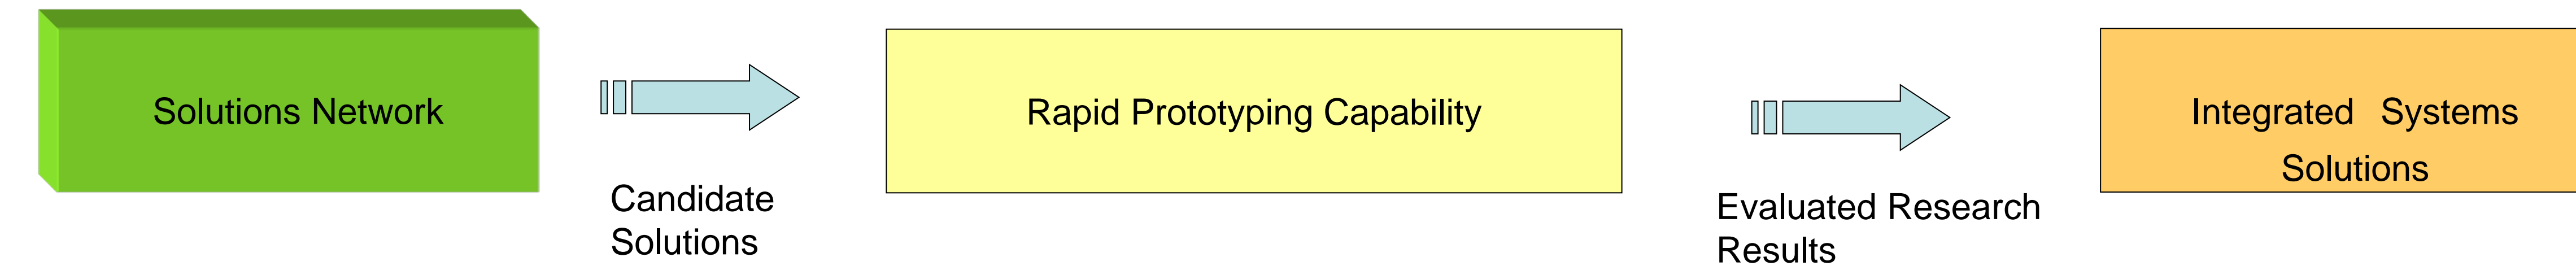 Solutions Network
Candidate
Solutions
Rapid Prototyping Capability
Evaluated Research
Results
Integrated Systems
Solutions